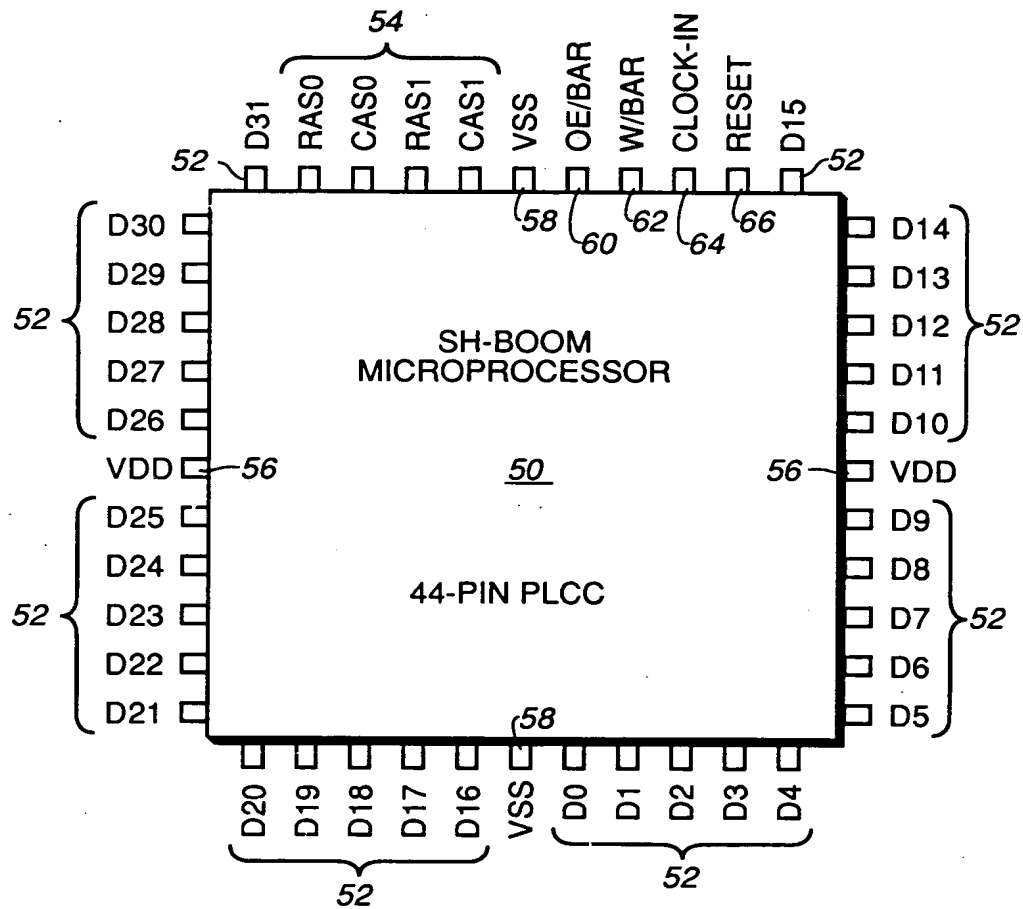 54
D31 RAS0 CAS0 RAS1 CAS1 VSS OE/BAR W/BAR CLOCK-IN RESET D15
52 52
58 60 62 64 66
D30 D14
D29 D13
52 D28 D12 52
D27 D11
D26 D10
SH-BOOM
MICROPROCESSOR
VDD 56 50 56 VDD
D25 D9
D24 D8
44-PIN PLCC
52 D23 D7 52
D22 D6
D21 D5
58
D20 D19 D18 D17 D16 VSS D0 D1 D2 D3 D4
52 52